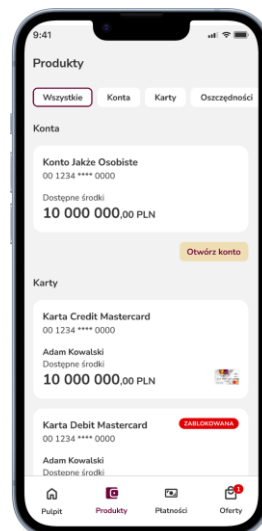 9:41
Produkty
Wszystkie Konta Karty Oszczędności
Konta
Konto Jakże Osobiste
00 1234 **** 0000
Dostępne środki
10 000 000,00 PLN
Otwórz konto
Karty
Karta Credit Mastercard
00 1234 **** 0000
Adam Kowalski
Dostępne środki
10 000 000,00 PLN
Karta Debit Mastercard ZABLOKOWANA
00 1234 **** 0000
Adam Kowalski
Dostępne środki
1
Pulpit Produkty Płatności Oferty